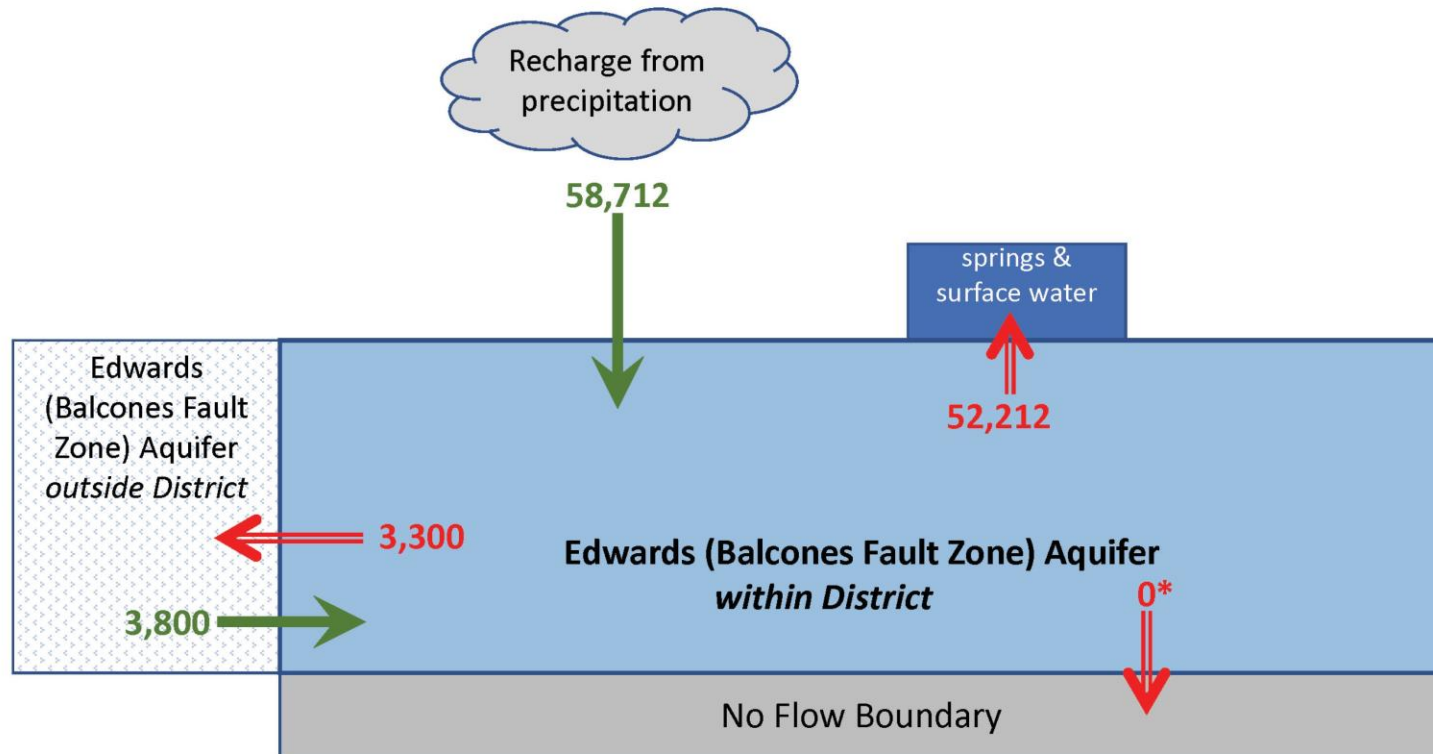 Recharge from
precipitation
58,712
springs &
surface water
52,212
Edwards
(Balcones Fault
Zone) Aquifer
outside District
3,300
3,800
Edwards (Balcones Fault Zone) Aquifer
within District
0*
No Flow Boundary